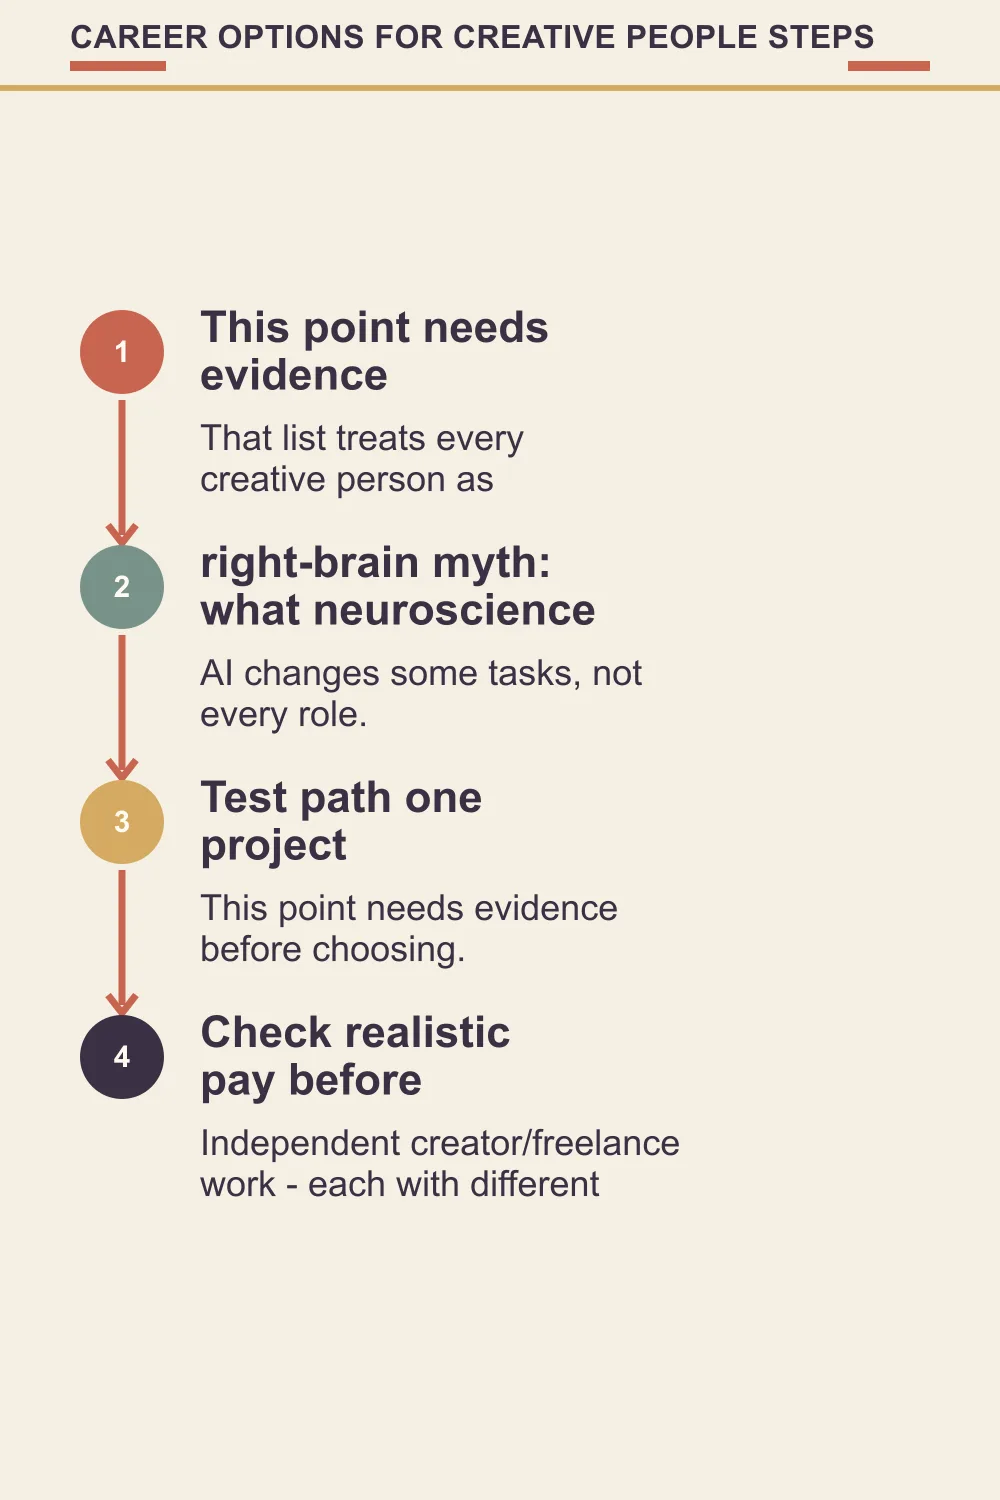 CAREER OPTIONS FOR CREATIVE PEOPLE STEPS
1
This point needs
evidence
That list treats every
creative person as
2
right-brain myth:
what neuroscience
AI changes some tasks, not
every role.
3
Test path one
project
This point needs evidence
before choosing.
4
Check realistic
pay before
Independent creator/freelance
work - each with different